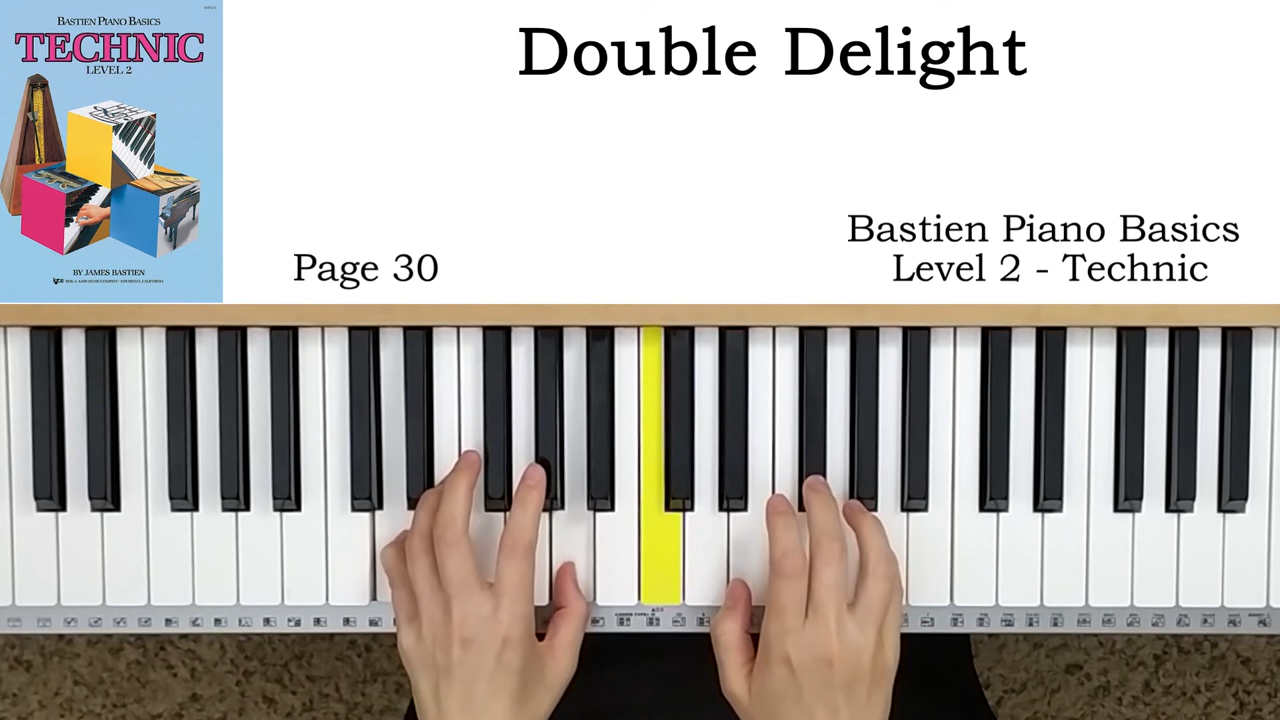 BASTIEN PIANO BASICS
TECHNIC
LEVEL 2
BY JAMES BASTIEN
Double Delight
Page 30
Bastien Piano Basics
Level 2 - Technic